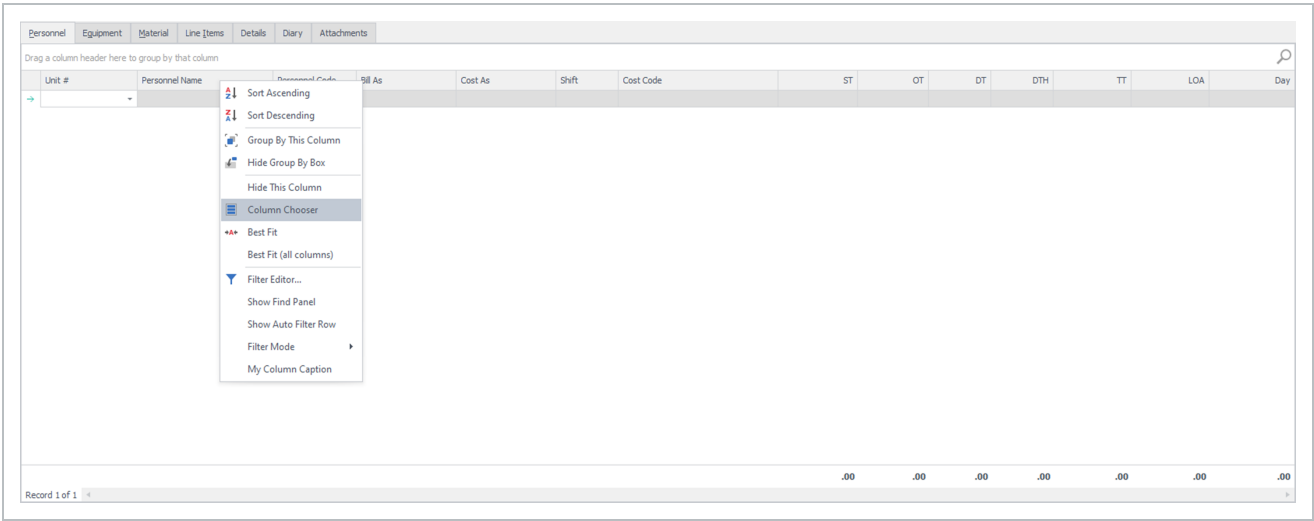 Personnel Equipment Material Line Items Details Diary Attachments
Drag a column header here to group by that column
Unit # Personnel Name Personnel Code Bill As Cost As Shift Cost Code ST OT DT DTH TT LOA Day
Sort Ascending
Sort Descending
Group By This Column
Hide Group By Box
Hide This Column
Column Chooser
Best Fit
Best Fit (all columns)
Filter Editor...
Show Find Panel
Show Auto Filter Row
Filter Mode
My Column Caption
.00 .00 .00 .00 .00 .00 .00
Record 1 of 1